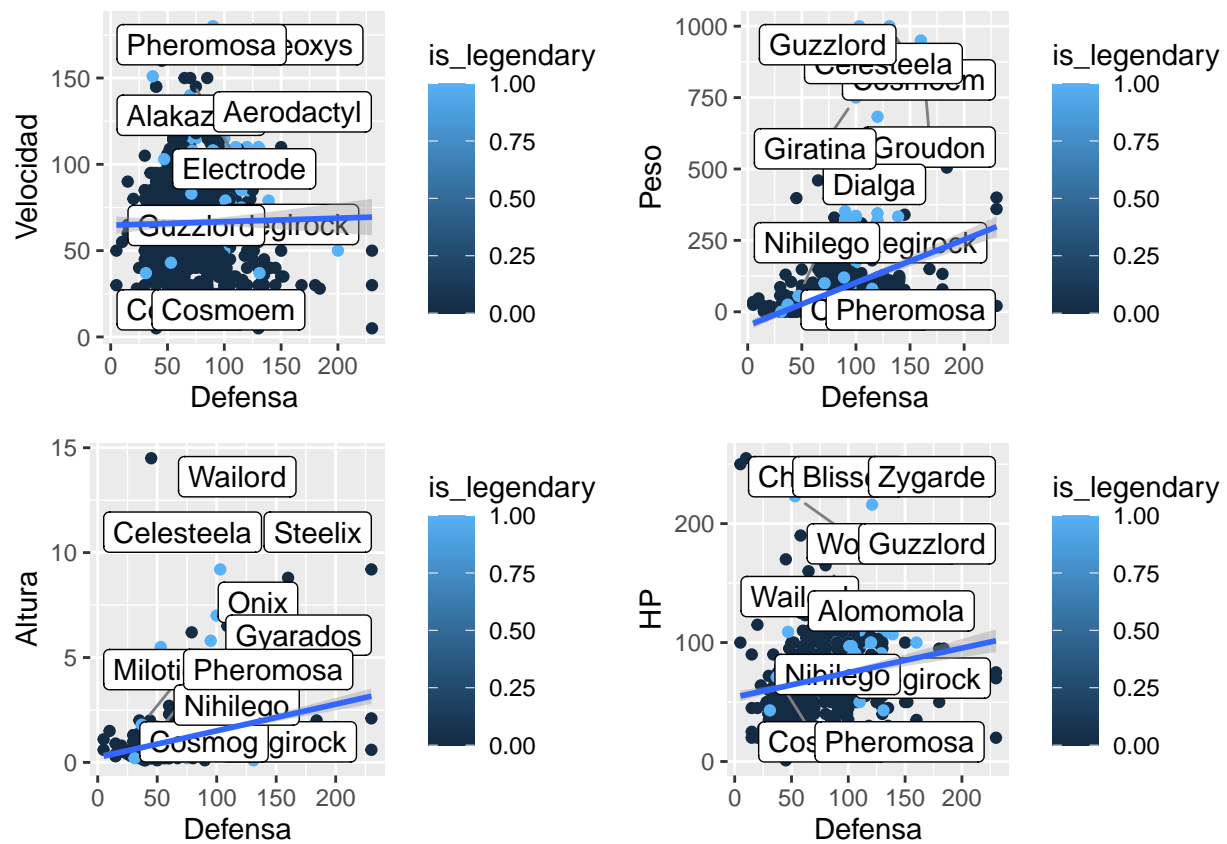 Velocidad
150
100
50
0
Pheromosa
eoxys
Alakaz
Aerodactyl
Electrode
Guzzlord
girock
Cosmoem
0 50 100 150 200
Defensa
is_legendary
1.00
0.75
0.50
0.25
0.00
Peso
1000
750
500
250
0
Guzzlord
Celesteela
Cosmoem
Giratina
Groudon
Dialga
Nihilego
egirock
Pheromosa
0 50 100 150 200
Defensa
is_legendary
1.00
0.75
0.50
0.25
0.00
Altura
15
10
5
0
Wailord
Celesteela
Steelix
Onix
Gyarados
Miloti
Pheromosa
Nihilego
Cosmog
girock
0 50 100 150 200
Defensa
is_legendary
1.00
0.75
0.50
0.25
0.00
HP
200
100
0
Ch
Bliss
Zygarde
Wo
Guzzlord
Wail
Alomomola
Nihilego
girock
Cos
Pheromosa
0 50 100 150 200
Defensa
is_legendary
1.00
0.75
0.50
0.25
0.00